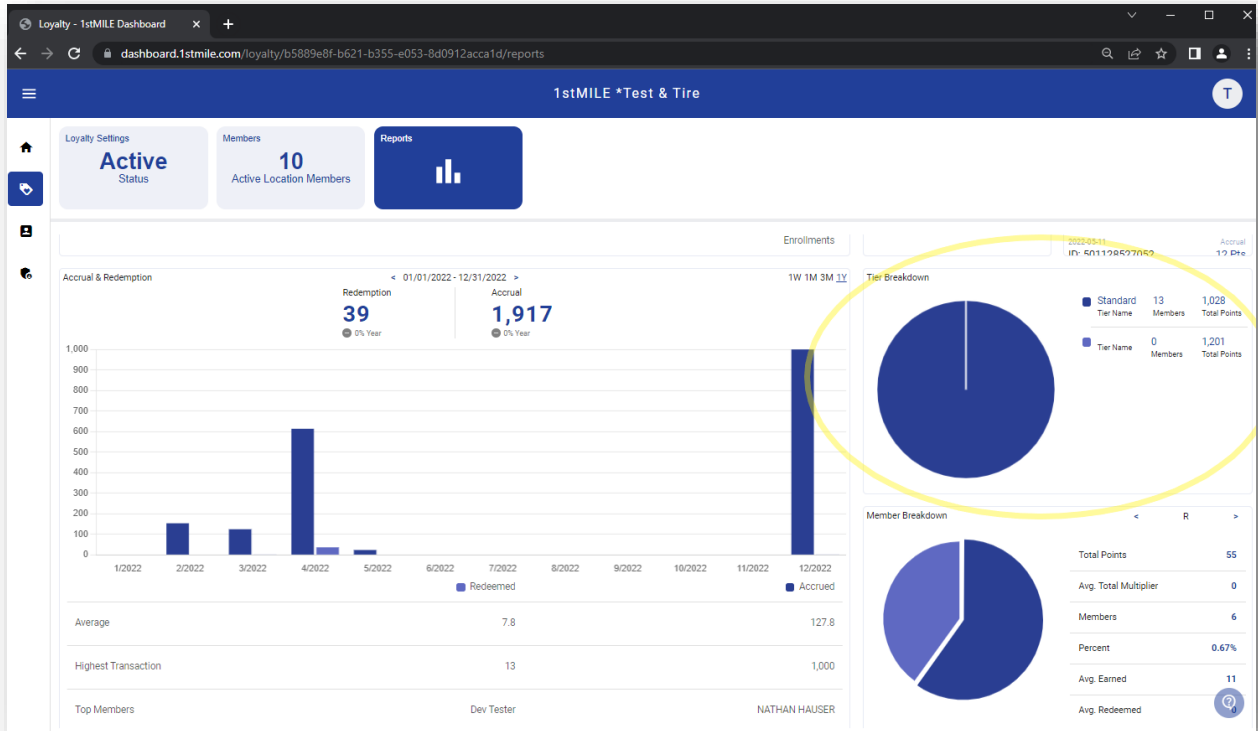 Loyalty - 1stMILE Dashboard
dashboard.1stmile.com/loyalty/b5889e8f-b621-b355-e053-8d0912acca1d/reports
1stMILE *Test & Tire
T
Loyalty Settings
Active
Status
Members
10
Active Location Members
Reports
Enrollments
2022-05-11 Accrual
ID: 501128527052 12 Pts
Accrual & Redemption
< 01/01/2022 - 12/31/2022 >
1W 1M 3M 1Y
Redemption
39
0% Year
Accrual
1,917
0% Year
1,000
900
800
700
600
500
400
300
200
100
0
1/2022 2/2022 3/2022 4/2022 5/2022 6/2022 7/2022 8/2022 9/2022 10/2022 11/2022 12/2022
Redeemed Accrued
Average 7.8 127.8
Highest Transaction 13 1,000
Top Members Dev Tester NATHAN HAUSER
Tier Breakdown
Standard 13 1,028
Tier Name Members Total Points
0 1,201
Tier Name Members Total Points
Member Breakdown
< R >
Total Points 55
Avg. Total Multiplier 0
Members 6
Percent 0.67%
Avg. Earned 11
Avg. Redeemed 0